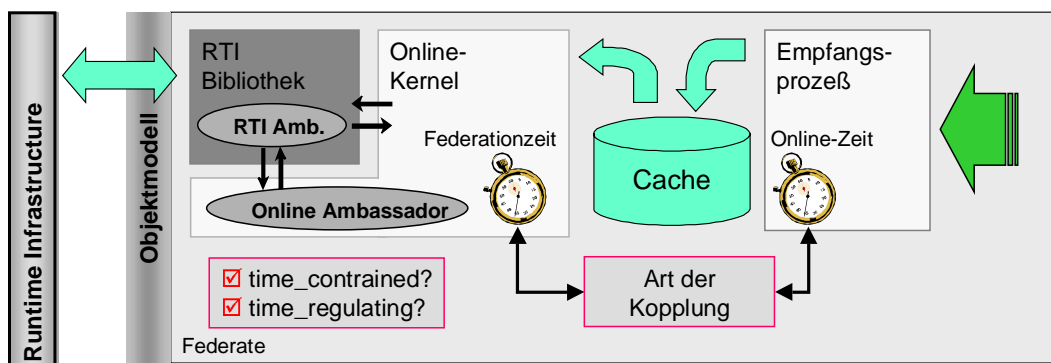 Runtime Infrastructure
Objektmodell
RTI
Bibliothek
RTI Amb.
Online-
Kernel
Federationzeit
Online Ambassador
Cache
Empfangs-
prozeß
Online-Zeit
time_contrained?
time_regulating?
Art der
Kopplung
Federate